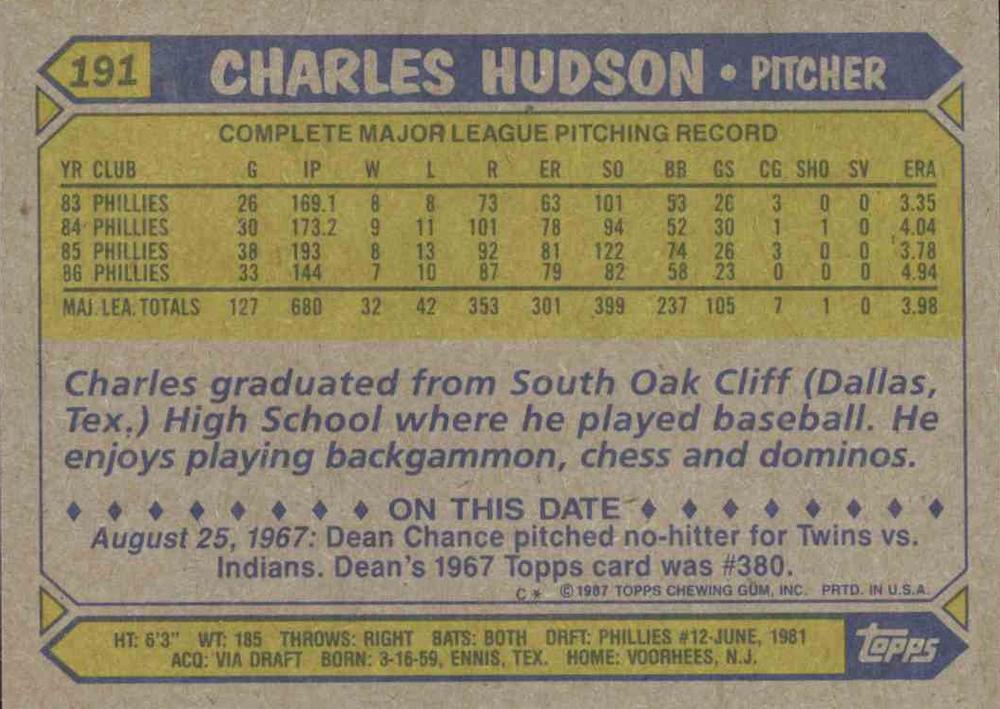 191 CHARLES HUDSON • PITCHER
COMPLETE MAJOR LEAGUE PITCHING RECORD
YR CLUB G IP W L R ER SO BB GS CG SHO SV ERA
83 PHILLIES 26 169.1 8 8 73 63 101 53 26 3 0 0 3.35
84 PHILLIES 30 173.2 9 11 101 78 94 52 30 1 1 0 4.04
85 PHILLIES 38 193 8 13 92 81 122 74 26 3 0 0 3.78
86 PHILLIES 33 144 7 10 87 79 82 58 23 0 0 0 4.94
MAJ. LEA. TOTALS 127 680 32 42 353 301 399 237 105 7 1 0 3.98
Charles graduated from South Oak Cliff (Dallas,
Tex.) High School where he played baseball. He
enjoys playing backgammon, chess and dominos.
♦ ♦ ♦ ♦ ♦ ♦ ♦ ♦ ON THIS DATE ♦ ♦ ♦ ♦ ♦ ♦ ♦ ♦
August 25, 1967: Dean Chance pitched no-hitter for Twins vs.
Indians. Dean's 1967 Topps card was #380.
C* © 1987 TOPPS CHEWING GUM, INC. PRTD. IN U.S.A.
HT: 6'3" WT: 185 THROWS: RIGHT BATS: BOTH DRFT: PHILLIES #12-JUNE, 1981
ACQ: VIA DRAFT BORN: 3-16-59, ENNIS, TEX. HOME: VOORHEES, N.J.
topps